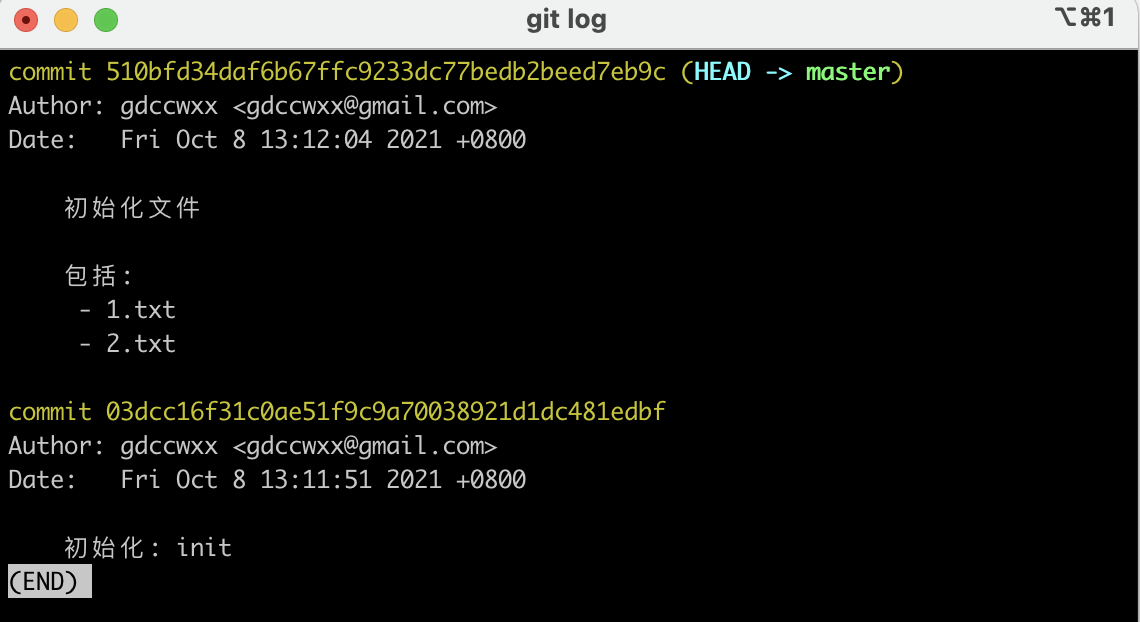 git log
⌥⌘1
commit 510bfd34daf6b67ffc9233dc77bedb2beed7eb9c (HEAD -> master)
Author: gdccwxx <gdccwxx@gmail.com>
Date:   Fri Oct 8 13:12:04 2021 +0800
初始化文件
包括:
- 1.txt
- 2.txt
commit 03dcc16f31c0ae51f9c9a70038921d1dc481edbf
Author: gdccwxx <gdccwxx@gmail.com>
Date:   Fri Oct 8 13:11:51 2021 +0800
初始化: init
(END)